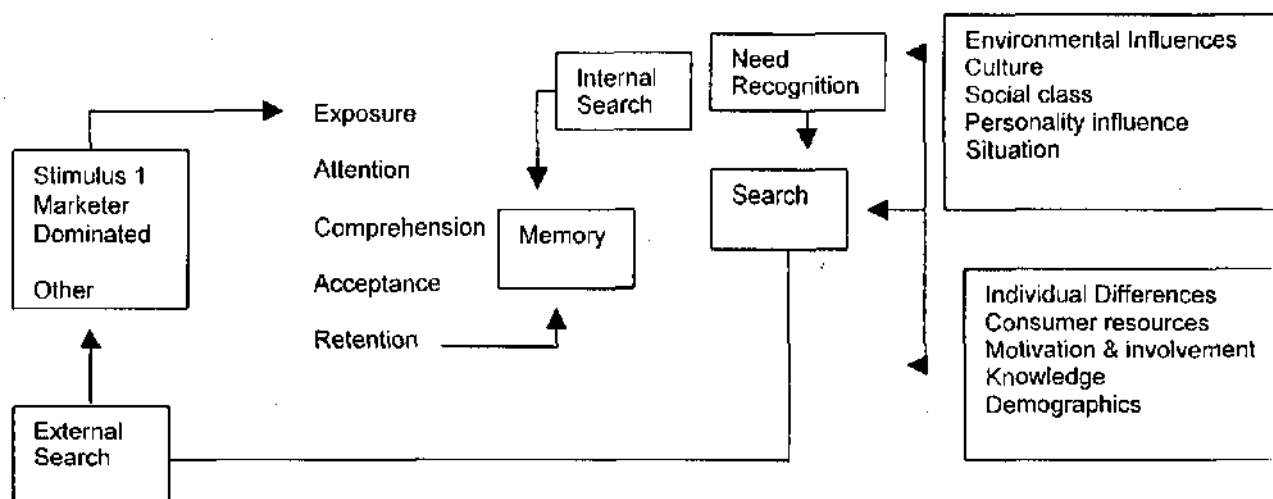 Stimulus 1
Marketer
Dominated
Other
External
Search
Exposure
Attention
Comprehension
Acceptance
Retention
Internal
Search
Memory
Need
Recognition
Search
Environmental Influences
Culture
Social class
Personality influence
Situation
Individual Differences
Consumer resources
Motivation & involvement
Knowledge
Demographics